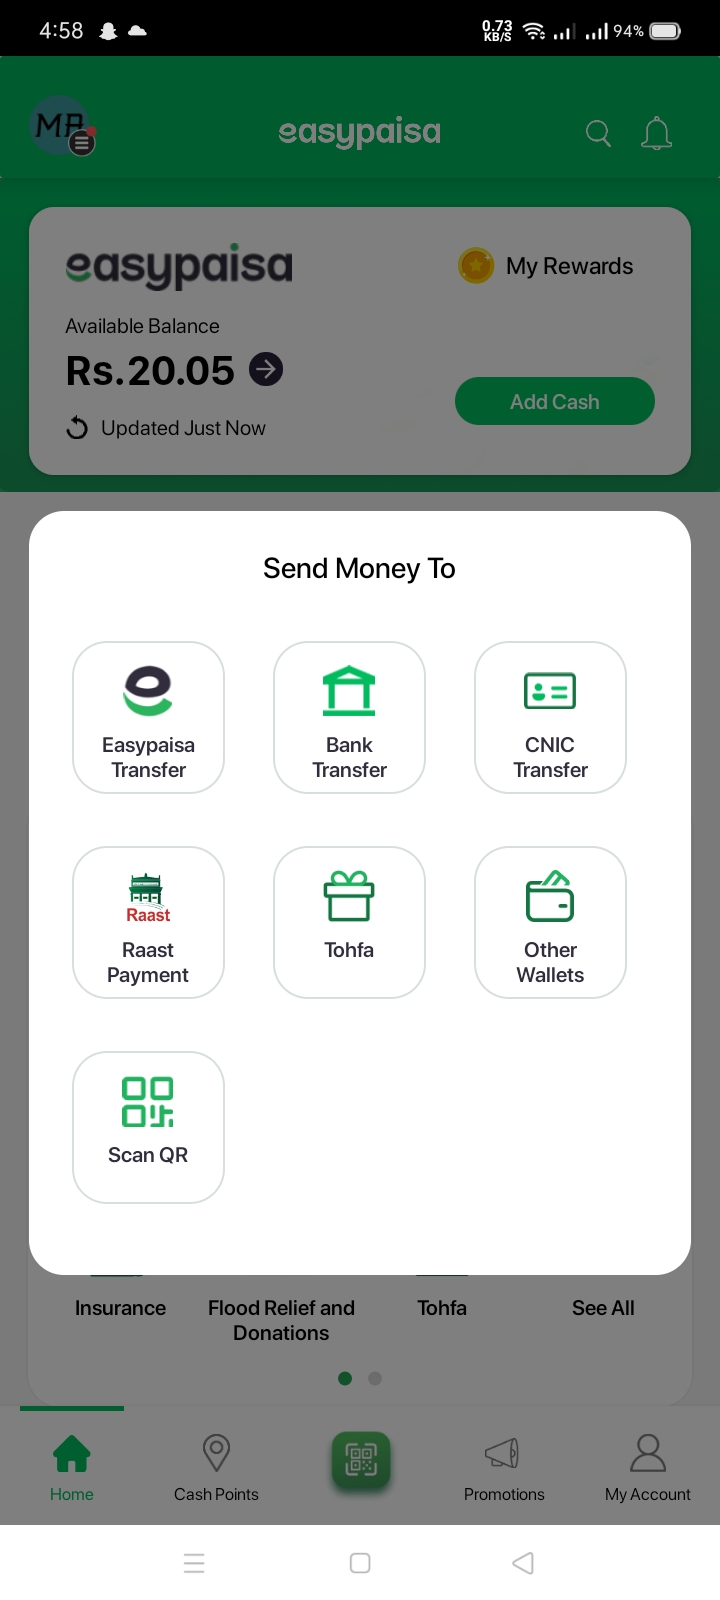 4:58
0.73
KB/S
94%
MB
easypaisa
easypaisa
My Rewards
Available Balance
Rs.20.05
Add Cash
Updated Just Now
Send Money To
Easypaisa
Transfer
Bank
Transfer
CNIC
Transfer
Raast
Raast
Payment
Tohfa
Other
Wallets
Scan QR
Insurance
Flood Relief and
Donations
Tohfa
See All
Home
Cash Points
Promotions
My Account